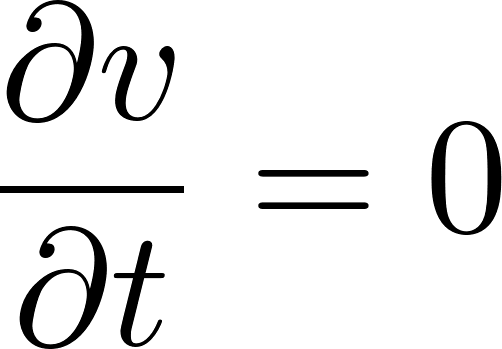 ∂v/∂t = 0